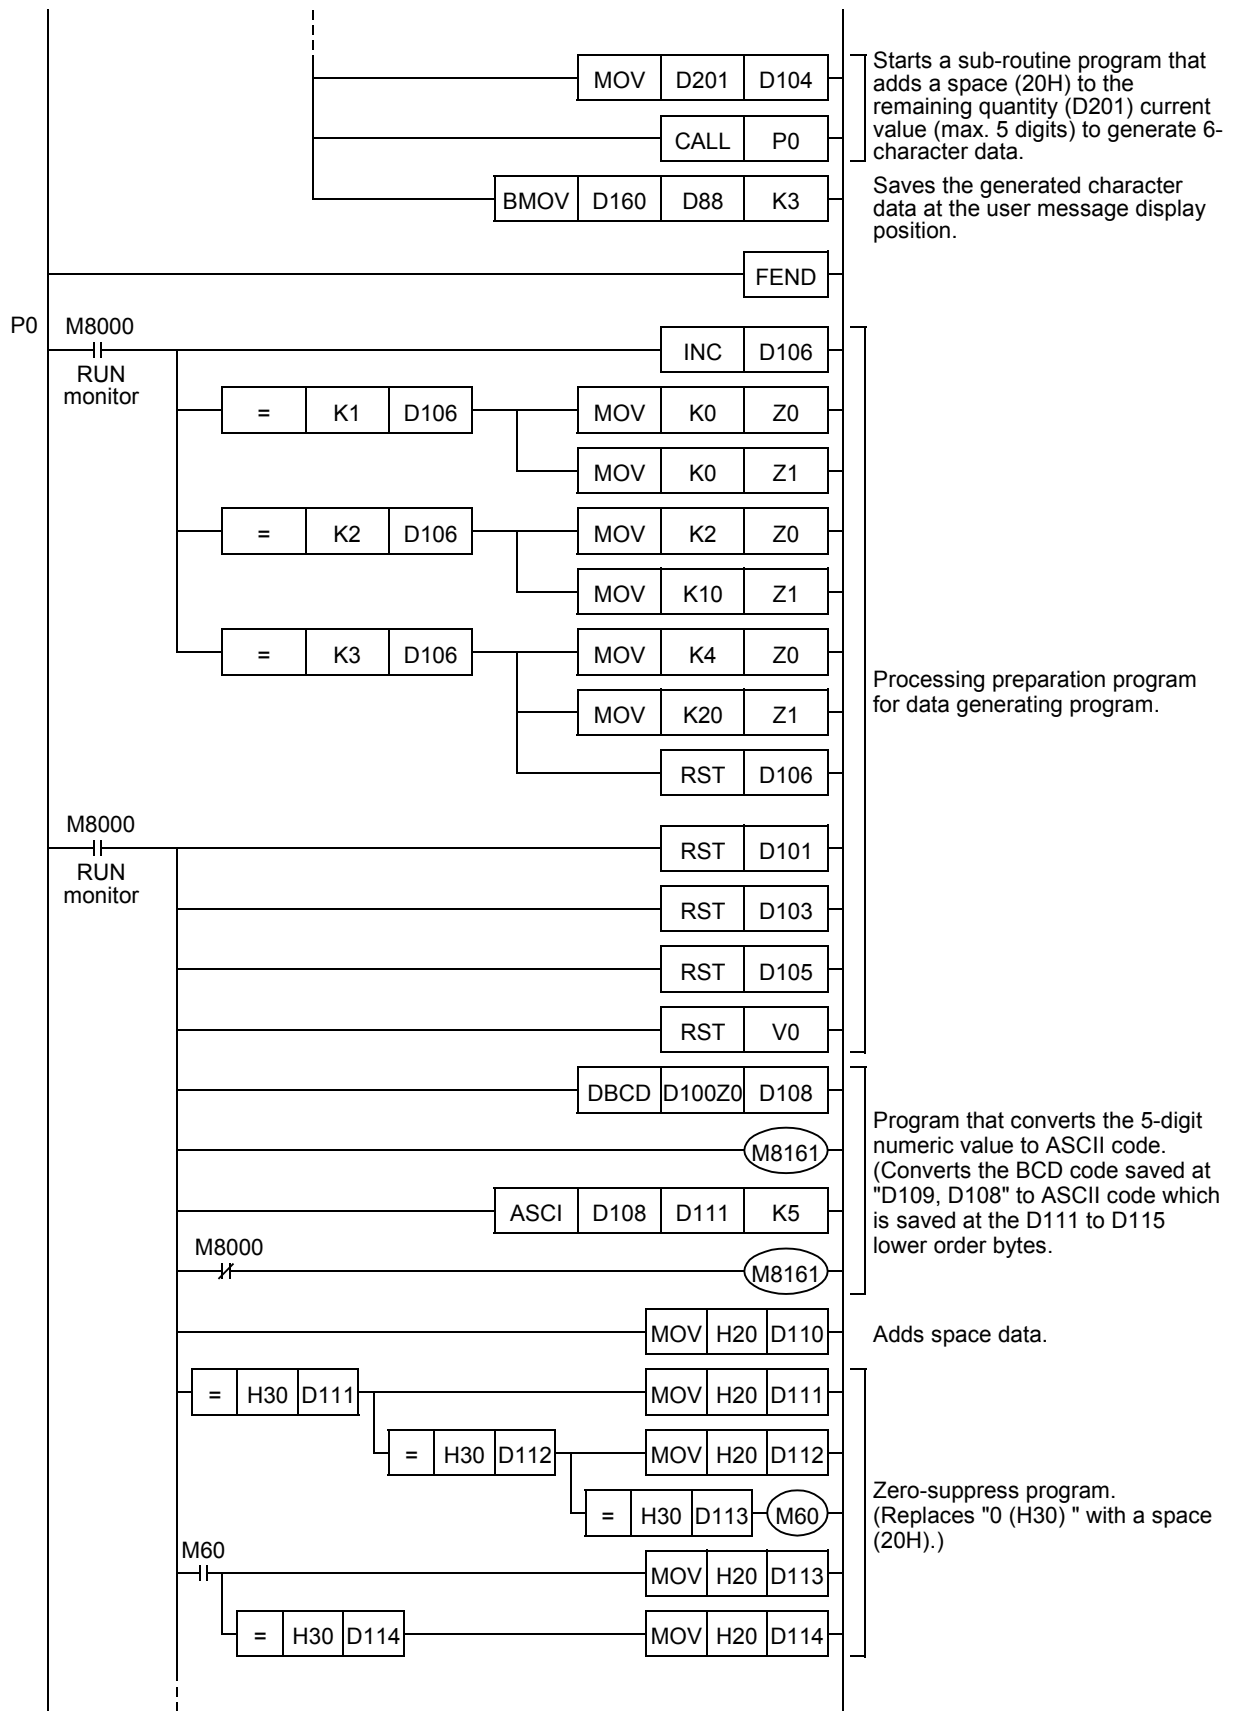 MOV D201 D104
Starts a sub-routine program that
adds a space (20H) to the
remaining quantity (D201) current
value (max. 5 digits) to generate 6-
character data.
CALL P0
BMOV D160 D88 K3
Saves the generated character
data at the user message display
position.
FEND
P0
M8000
RUN
monitor
INC D106
= K1 D106
MOV K0 Z0
MOV K0 Z1
= K2 D106
MOV K2 Z0
MOV K10 Z1
= K3 D106
MOV K4 Z0
MOV K20 Z1
RST D106
Processing preparation program
for data generating program.
M8000
RUN
monitor
RST D101
RST D103
RST D105
RST V0
DBCD D100Z0 D108
M8161
ASCI D108 D111 K5
M8000
M8161
Program that converts the 5-digit
numeric value to ASCII code.
(Converts the BCD code saved at
"D109, D108" to ASCII code which
is saved at the D111 to D115
lower order bytes.
MOV H20 D110
Adds space data.
= H30 D111
MOV H20 D111
= H30 D112
MOV H20 D112
= H30 D113
M60
Zero-suppress program.
(Replaces "0 (H30) " with a space
(20H).)
M60
MOV H20 D113
= H30 D114
MOV H20 D114